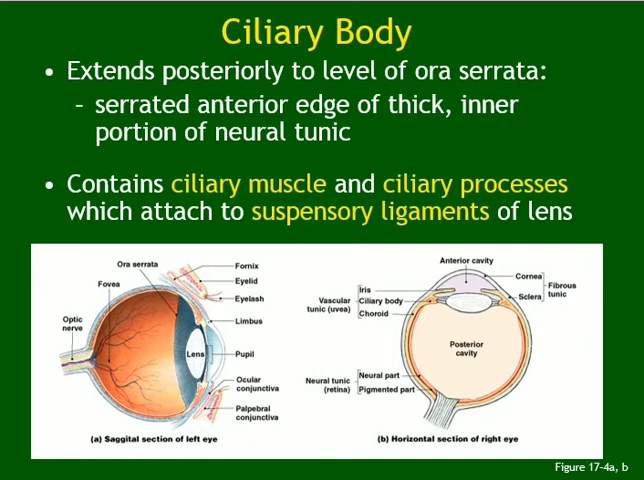 Ciliary Body
• Extends posteriorly to level of ora serrata:
– serrated anterior edge of thick, inner
portion of neural tunic
• Contains ciliary muscle and ciliary processes
which attach to suspensory ligaments of lens
Ora serrata
Fornix
Eyelid
Fovea
Eyelash
Optic
nerve
Limbus
Lens
Pupil
Ocular
conjunctiva
Palpebral
conjunctiva
(a) Saggital section of left eye
Anterior cavity
Cornea
Iris
Sclera
Fibrous
tunic
Vascular
tunic (uvea)
Ciliary body
Choroid
Posterior
cavity
Neural tunic
(retina)
Neural part
Pigmented part
(b) Horizontal section of right eye
Figure 17-4a, b